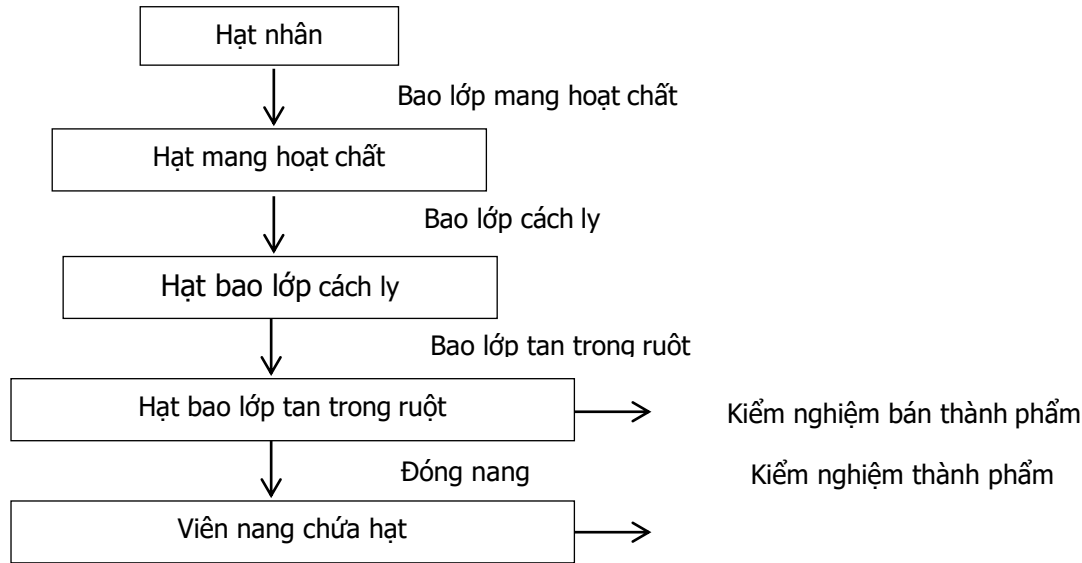 Hạt nhân
Bao lớp mang hoạt chất
Hạt mang hoạt chất
Bao lớp cách ly
Hạt bao lớp cách ly
Bao lớp tan trong ruột
Hạt bao lớp tan trong ruột
Kiểm nghiệm bán thành phẩm
Đóng nang
Kiểm nghiệm thành phẩm
Viên nang chứa hạt